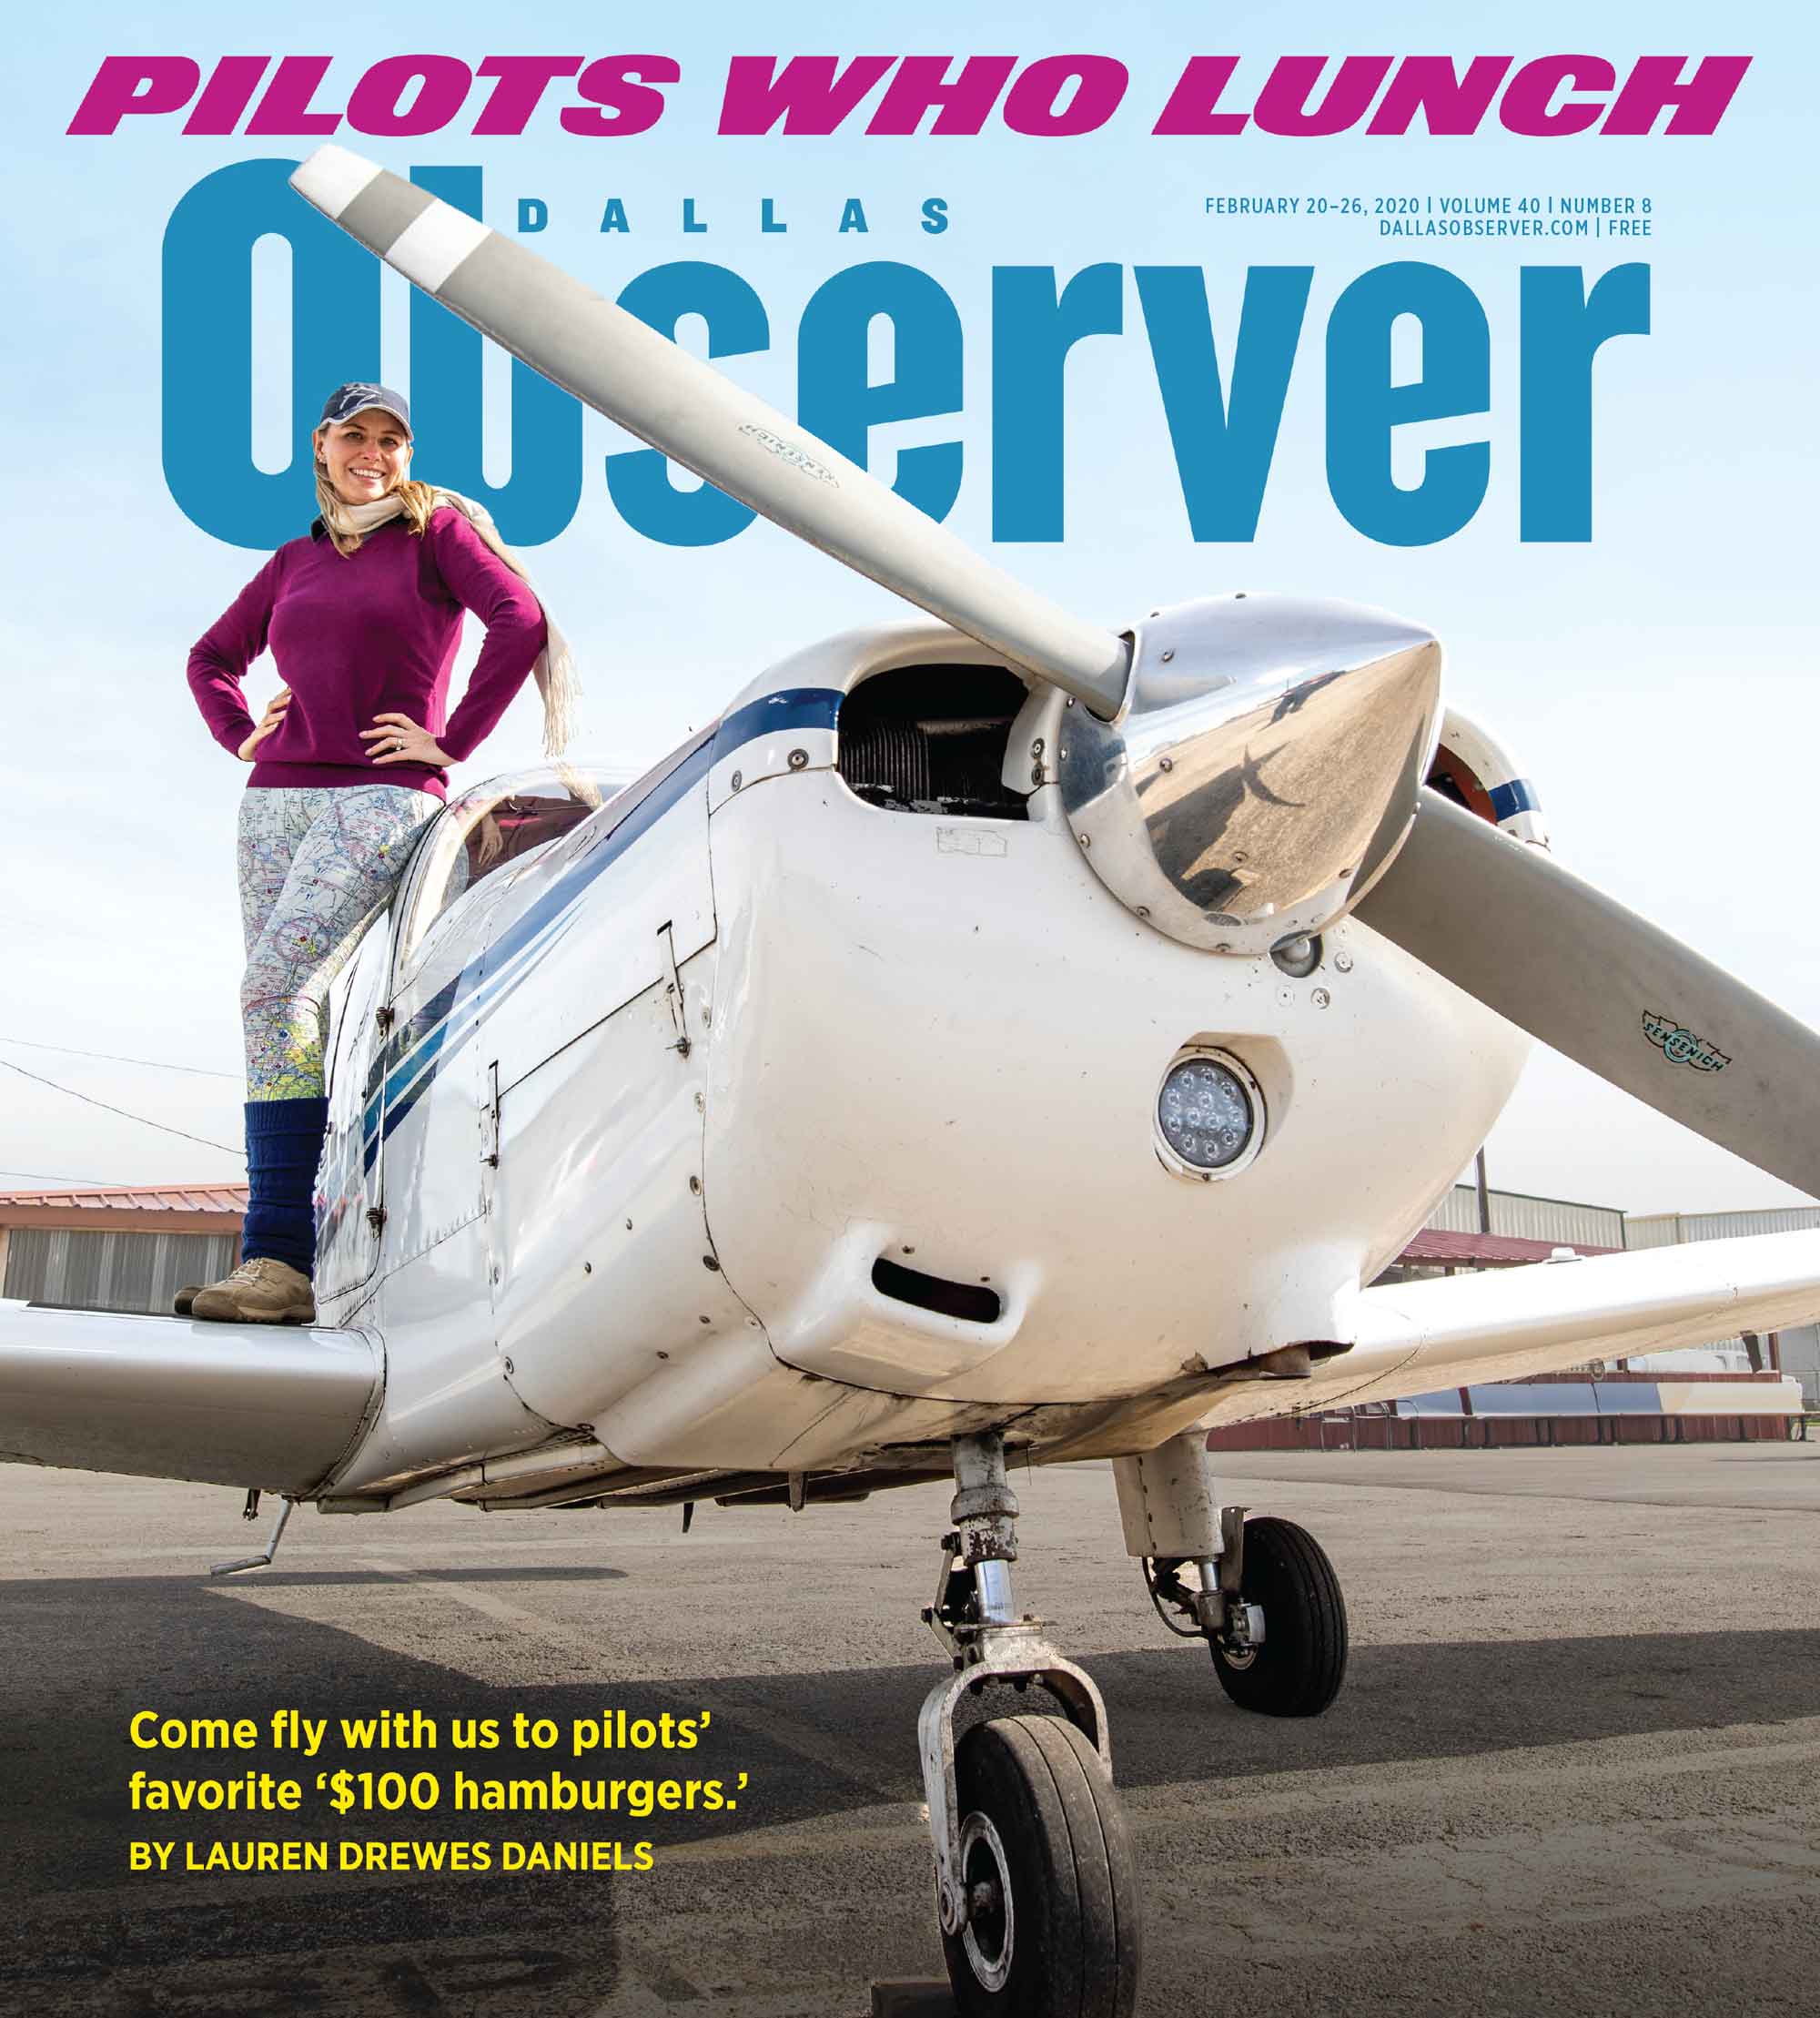 PILOTS WHO LUNCH
DALLAS
Observer
FEBRUARY 20–26, 2020 | VOLUME 40 | NUMBER 8
DALLASOBSERVER.COM | FREE
SENSENICH
Come fly with us to pilots’
favorite ‘$100 hamburgers.’
BY LAUREN DREWES DANIELS